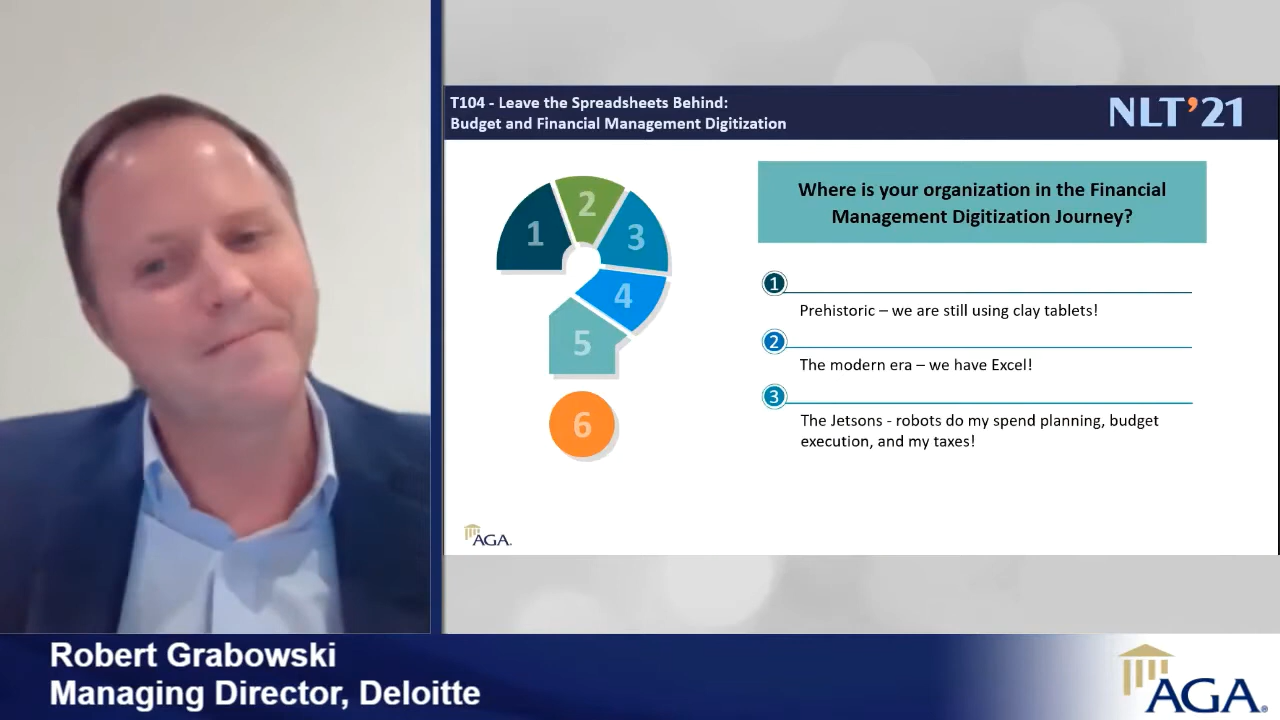 T104 - Leave the Spreadsheets Behind:
Budget and Financial Management Digitization
NLT’21
1
2
3
4
5
6
Where is your organization in the Financial
Management Digitization Journey?
1
Prehistoric – we are still using clay tablets!
2
The modern era – we have Excel!
3
The Jetsons - robots do my spend planning, budget
execution, and my taxes!
AGA.
Robert Grabowski
Managing Director, Deloitte
AGA®